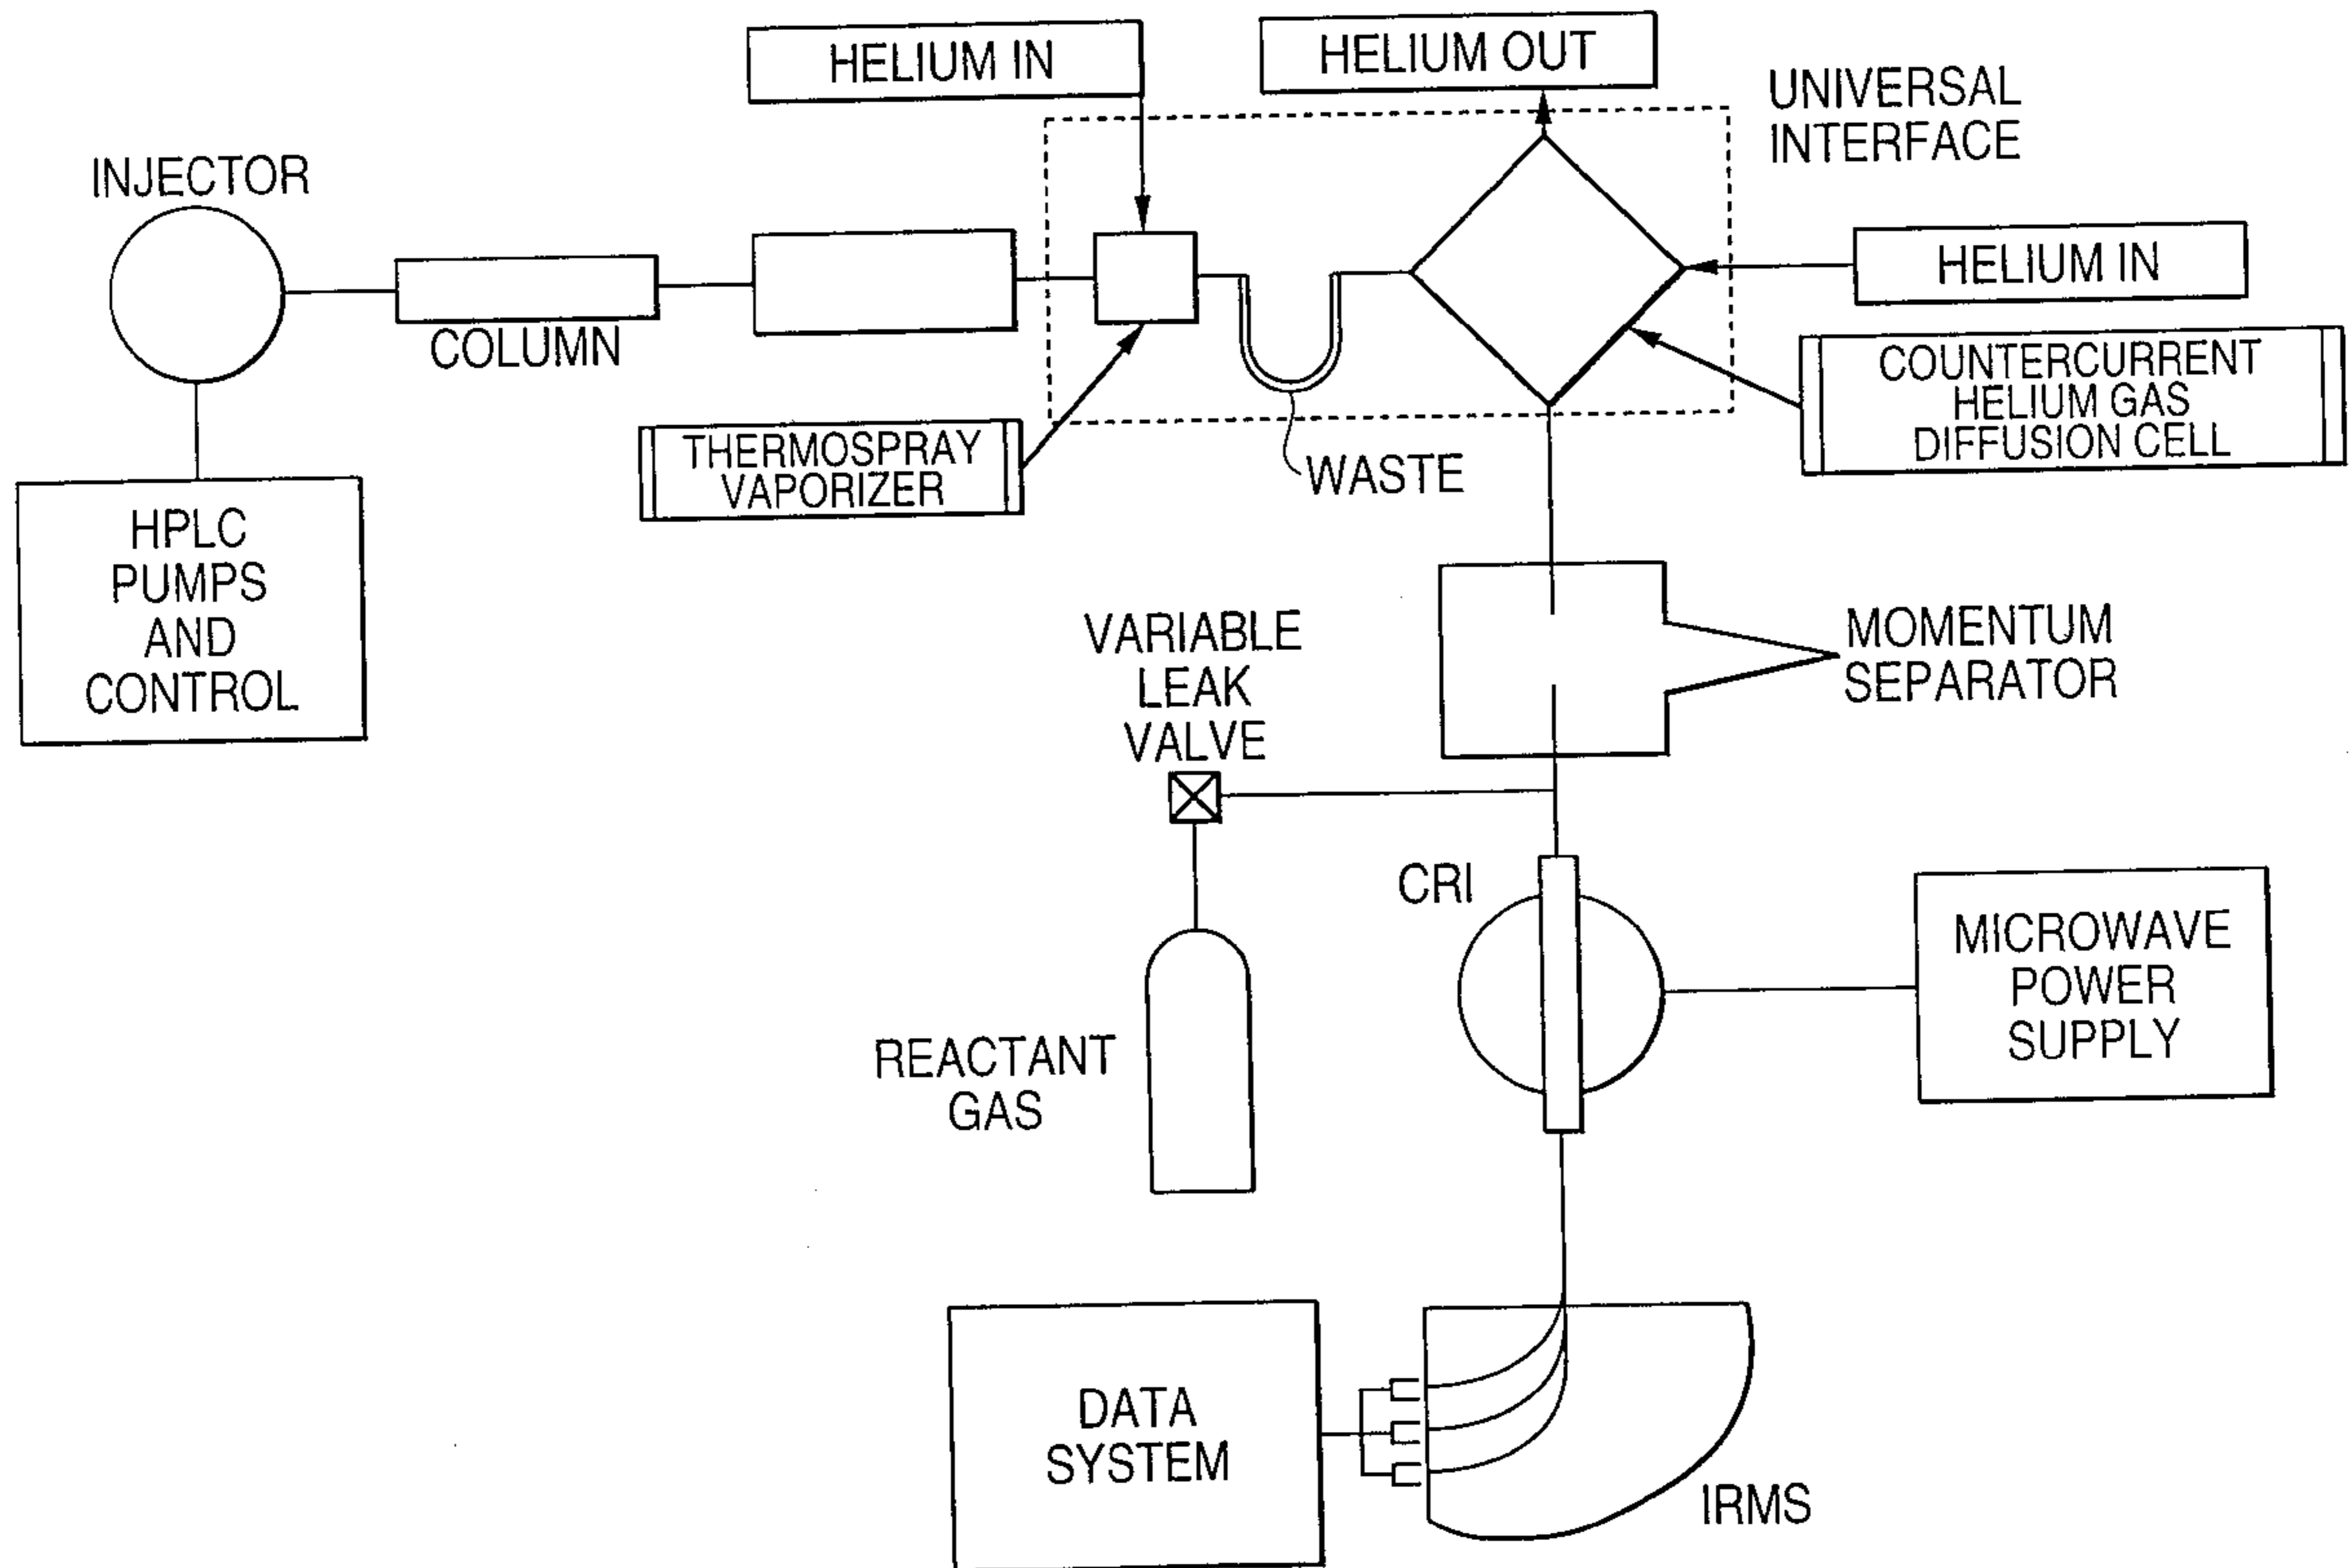 HELIUM IN
HELIUM OUT
UNIVERSAL
INTERFACE
INJECTOR
HELIUM IN
COLUMN
COUNTERCURRENT
HELIUM GAS
DIFFUSION CELL
THERMOSPRAY
VAPORIZER
WASTE
HPLC
PUMPS
AND
CONTROL
VARIABLE
LEAK
VALVE
MOMENTUM
SEPARATOR
CRI
MICROWAVE
POWER
SUPPLY
REACTANT
GAS
DATA
SYSTEM
IRMS